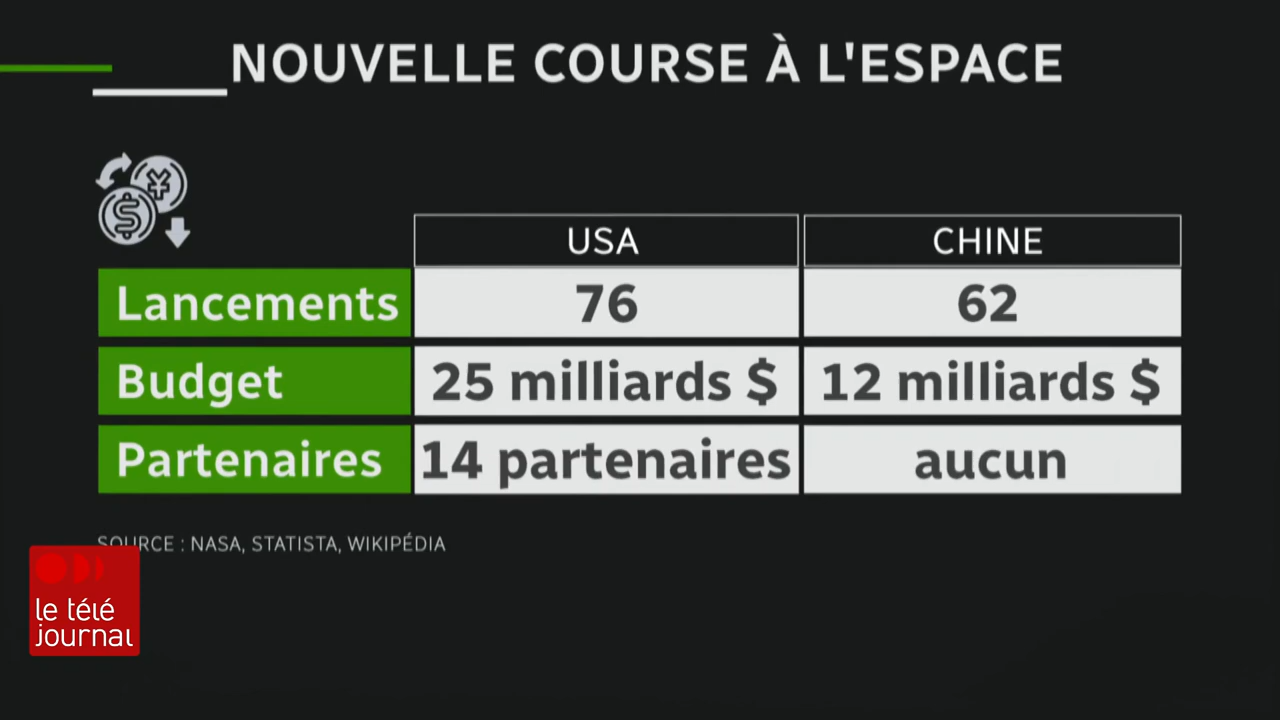 NOUVELLE COURSE À L'ESPACE
USA CHINE
Lancements 76 62
Budget 25 milliards $ 12 milliards $
Partenaires 14 partenaires aucun
SOURCE : NASA, STATISTA, WIKIPÉDIA
le télé
journal